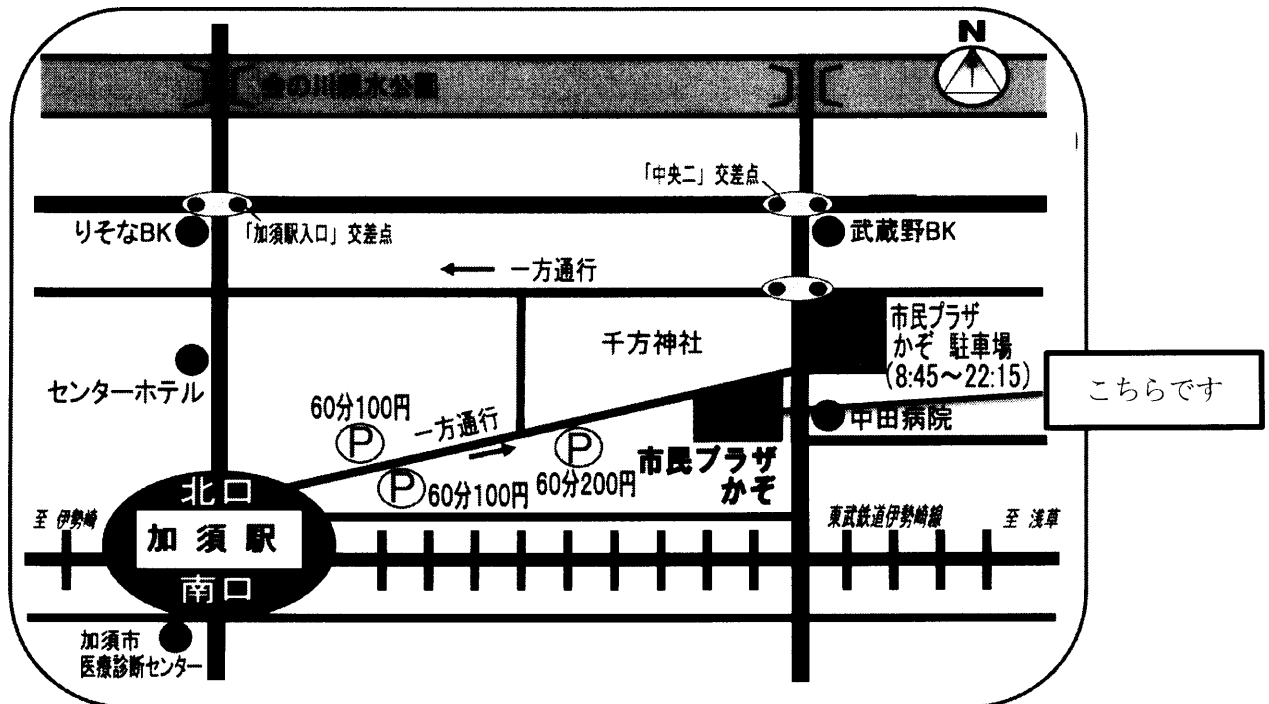 N
会の川親水公園
「中央二」交差点
りそなBK
「加須駅入口」交差点
武蔵野BK
一方通行
千方神社
市民プラザ
かぞ 駐車場
(8:45～22:15)
こちらです
センターホテル
60分100円
P
一方通行
P
中田病院
市民プラザ
かぞ
P
60分100円
60分200円
北口
至 伊勢崎
加須駅
東武鉄道伊勢崎線
至 浅草
南口
加須市
医療診断センター